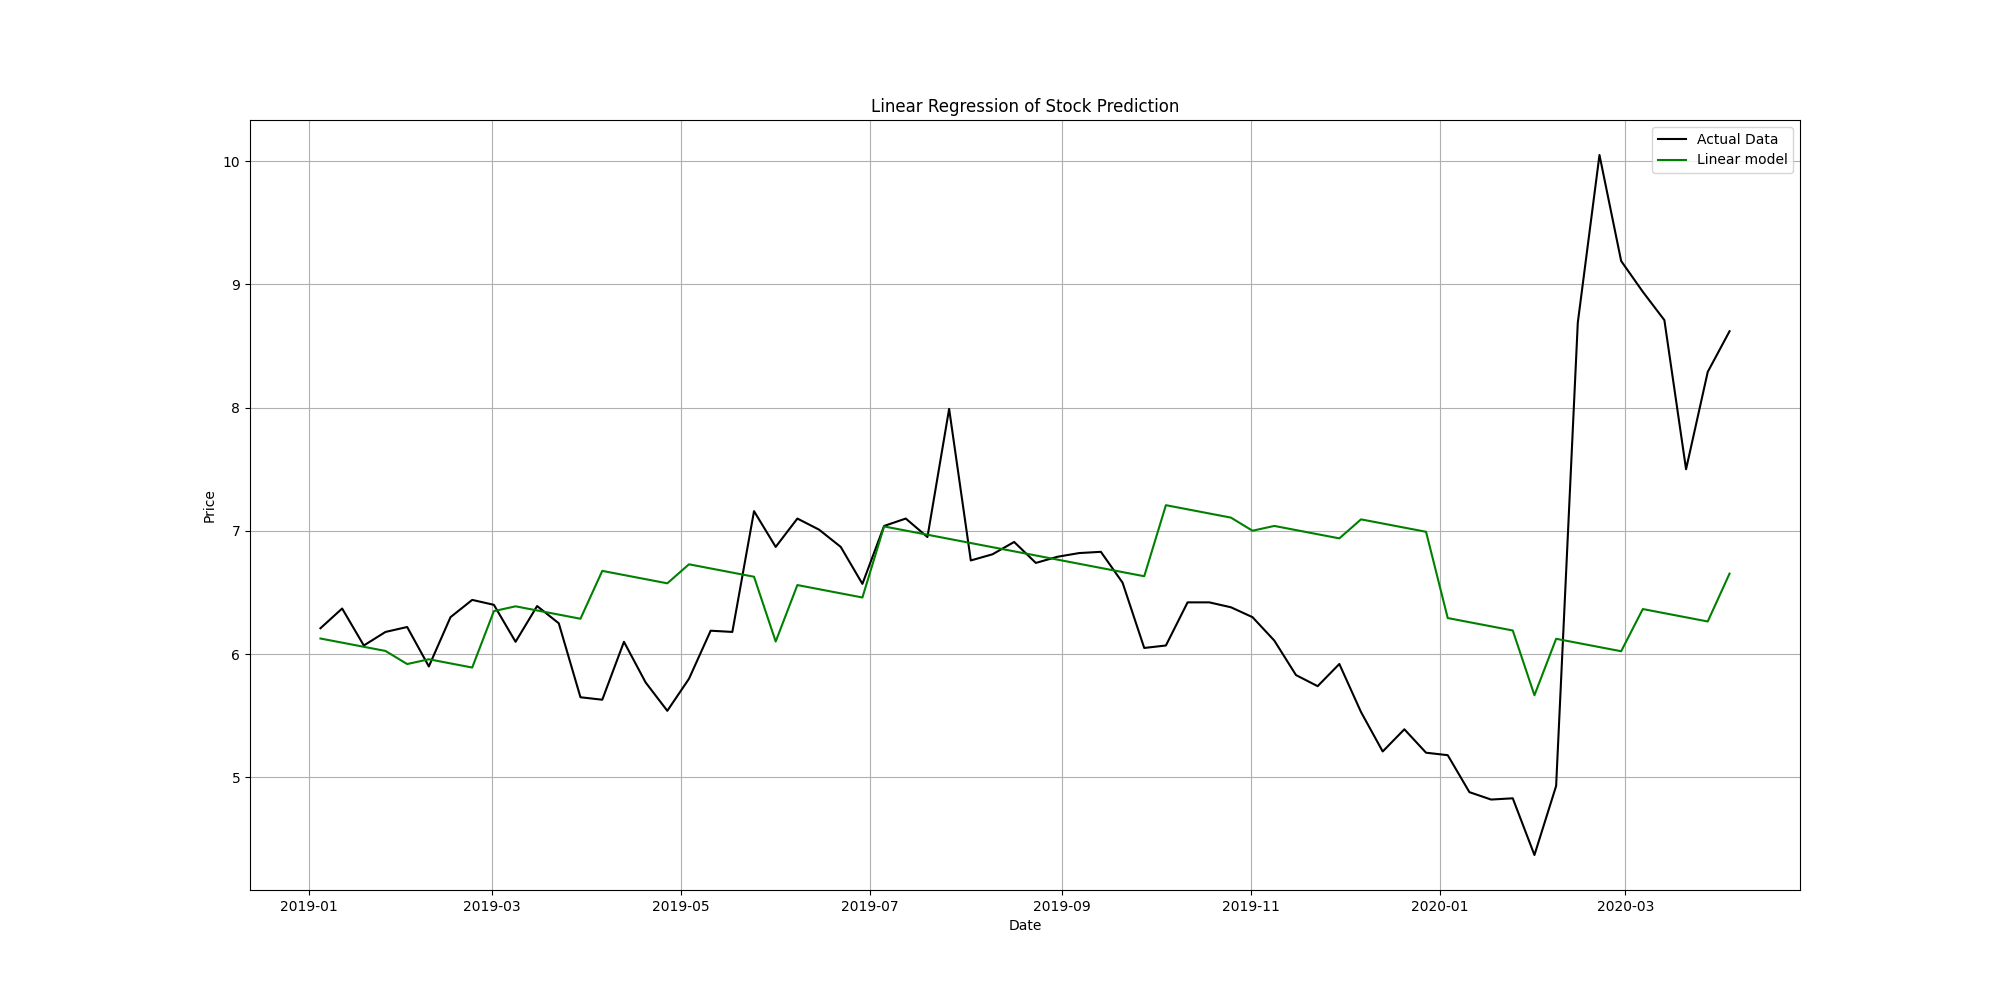 Linear Regression of Stock Prediction
Actual Data
Linear model
10
9
8
7
6
5
Price
2019-01 2019-03 2019-05 2019-07 2019-09 2019-11 2020-01 2020-03
Date